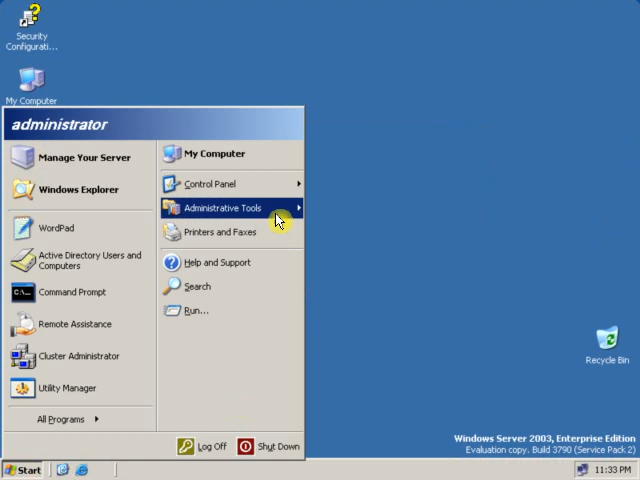 Security
Configurati...
My Computer
administrator
Manage Your Server
Windows Explorer
WordPad
Active Directory Users and
Computers
Command Prompt
Remote Assistance
Cluster Administrator
Utility Manager
All Programs
My Computer
Control Panel
Administrative Tools
Printers and Faxes
Help and Support
Search
Run...
Log Off
Shut Down
Recycle Bin
Windows Server 2003, Enterprise Edition
Evaluation copy. Build 3790 (Service Pack 2)
Start
11:33 PM